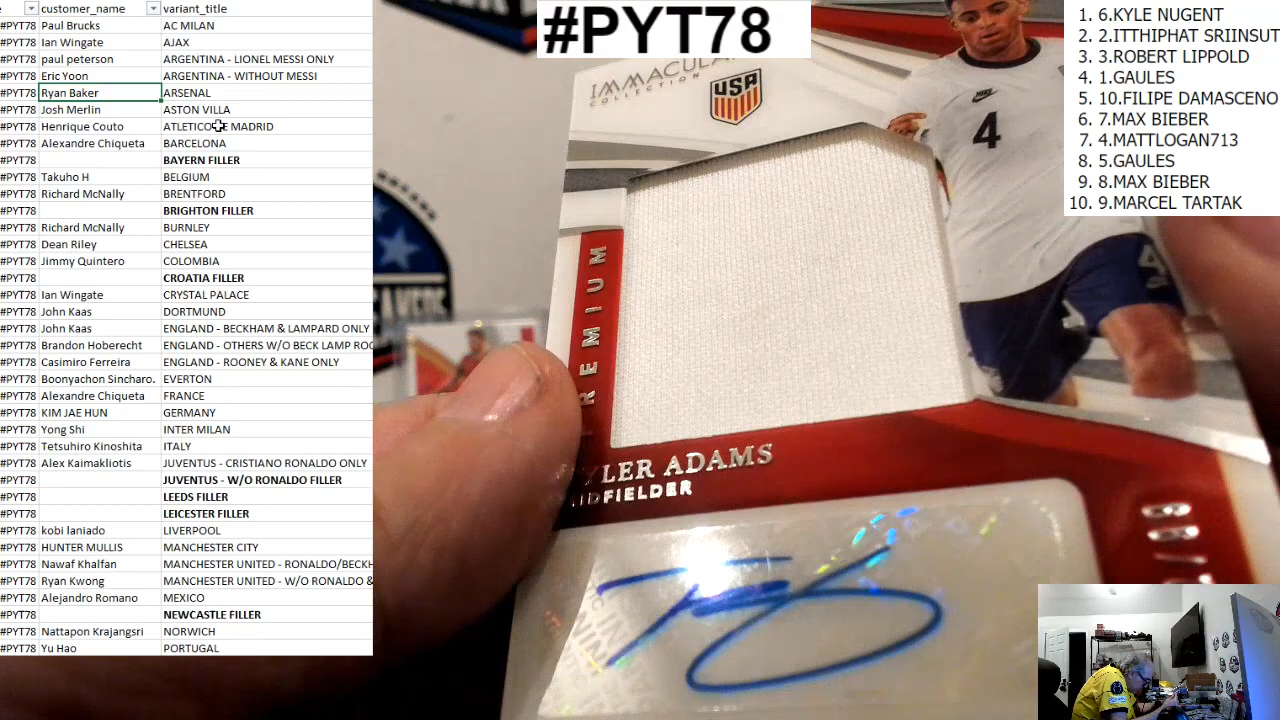 customer_name variant_title
#PYT78 Paul Brucks AC MILAN
#PYT78 Ian Wingate AJAX
#PYT78 paul peterson ARGENTINA - LIONEL MESSI ONLY
#PYT78 Eric Yoon ARGENTINA - WITHOUT MESSI
#PYT78 Ryan Baker ARSENAL
#PYT78 Josh Merlin ASTON VILLA
#PYT78 Henrique Couto ATLETICO MADRID
#PYT78 Alexandre Chiqueta BARCELONA
#PYT78 BAYERN FILLER
#PYT78 Takuho H BELGIUM
#PYT78 Richard McNally BRENTFORD
#PYT78 BRIGHTON FILLER
#PYT78 Richard McNally BURNLEY
#PYT78 Dean Riley CHELSEA
#PYT78 Jimmy Quintero COLOMBIA
#PYT78 CROATIA FILLER
#PYT78 Ian Wingate CRYSTAL PALACE
#PYT78 John Kaas DORTMUND
#PYT78 John Kaas ENGLAND - BECKHAM & LAMPARD ONLY
#PYT78 Brandon Hoberecht ENGLAND - OTHERS W/O BECK LAMP ROO
#PYT78 Casimiro Ferreira ENGLAND - ROONEY & KANE ONLY
#PYT78 Boonyachon Sincharo. EVERTON
#PYT78 Alexandre Chiqueta FRANCE
#PYT78 KIM JAE HUN GERMANY
#PYT78 Yong Shi INTER MILAN
#PYT78 Tetsuhiro Kinoshita ITALY
#PYT78 Alex Kaimakliotis JUVENTUS - CRISTIANO RONALDO ONLY
#PYT78 JUVENTUS - W/O RONALDO FILLER
#PYT78 LEEDS FILLER
#PYT78 LEICESTER FILLER
#PYT78 kobi laniado LIVERPOOL
#PYT78 HUNTER MULLIS MANCHESTER CITY
#PYT78 Nawaf Khalfan MANCHESTER UNITED - RONALDO/BECKH
#PYT78 Ryan Kwong MANCHESTER UNITED - W/O RONALDO &
#PYT78 Alejandro Romano MEXICO
#PYT78 NEWCASTLE FILLER
#PYT78 Nattapon Krajangsri NORWICH
#PYT78 Yu Hao PORTUGAL
#PYT78
IMMACULA
COLLECTION
USA
4
4
REMIUM
YLER ADAMS
IDFIELDER
1. 6.KYLE NUGENT
2. 2.ITTHIPHAT SRIINSUT
3. 3.ROBERT LIPPOLD
4. 1.GAULES
5. 10.FILIPE DAMASCENO
6. 7.MAX BIEBER
7. 4.MATTLOGAN713
8. 5.GAULES
9. 8.MAX BIEBER
10. 9.MARCEL TARTAK